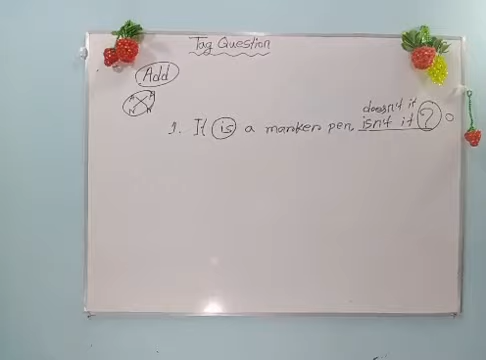 Tag Question
Add
A A
N N
doesn't it
1. It is a marker pen, isn't it ?